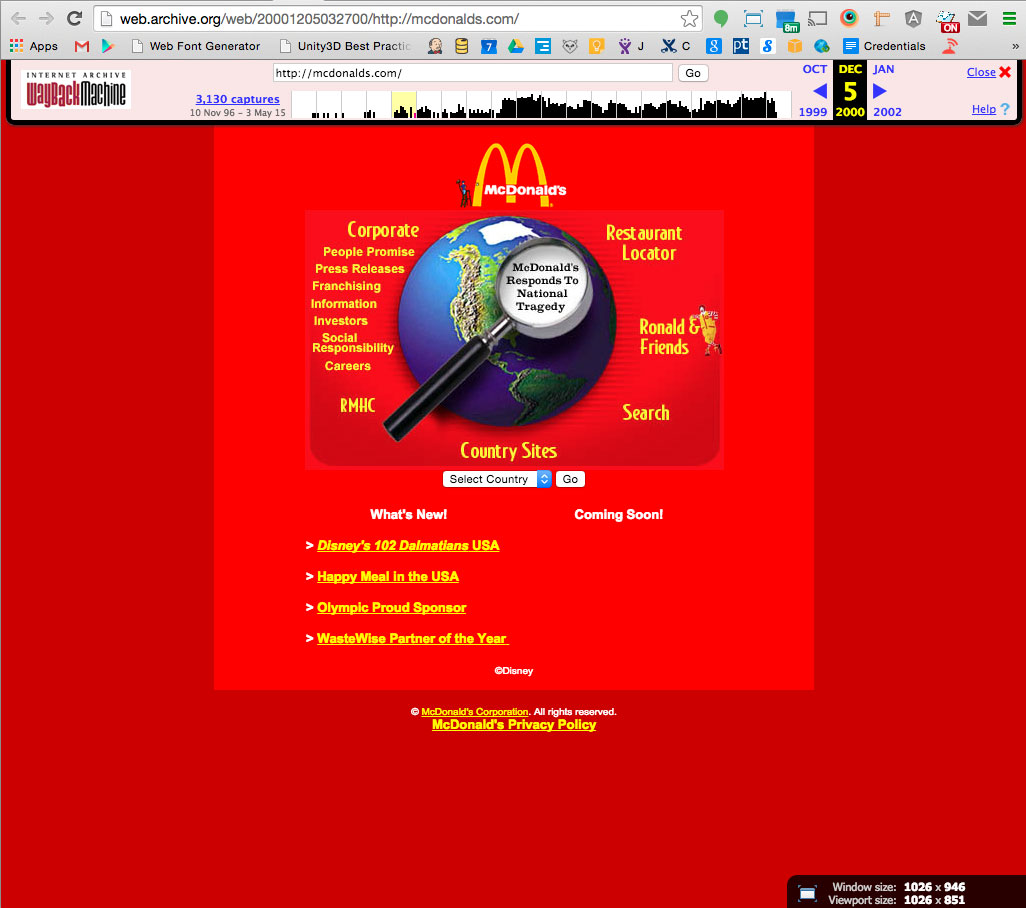 web.archive.org/web/20001205032700/http://mcdonalds.com/
8m
ON
Apps
Web Font Generator
Unity3D Best Practic
7
J
C
8
pt
Credentials
»
INTERNET ARCHIVE
WayBackMachine
http://mcdonalds.com/
Go
3,130 captures
10 Nov 96 – 3 May 15
OCT DEC JAN
5
1999 2000 2002
Close
Help ?
McDonald's
Corporate
People Promise
Press Releases
Franchising
Information
Investors
Social
Responsibility
Careers
RMHC
McDonald's
Responds To
National
Tragedy
Restaurant
Locator
Ronald &
Friends
Search
Country Sites
Select Country
Go
What's New!
Coming Soon!
> Disney's 102 Dalmatians USA
> Happy Meal in the USA
> Olympic Proud Sponsor
> WasteWise Partner of the Year
©Disney
© McDonald's Corporation. All rights reserved.
McDonald's Privacy Policy
Window size: 1026 x 946
Viewport size: 1026 x 851